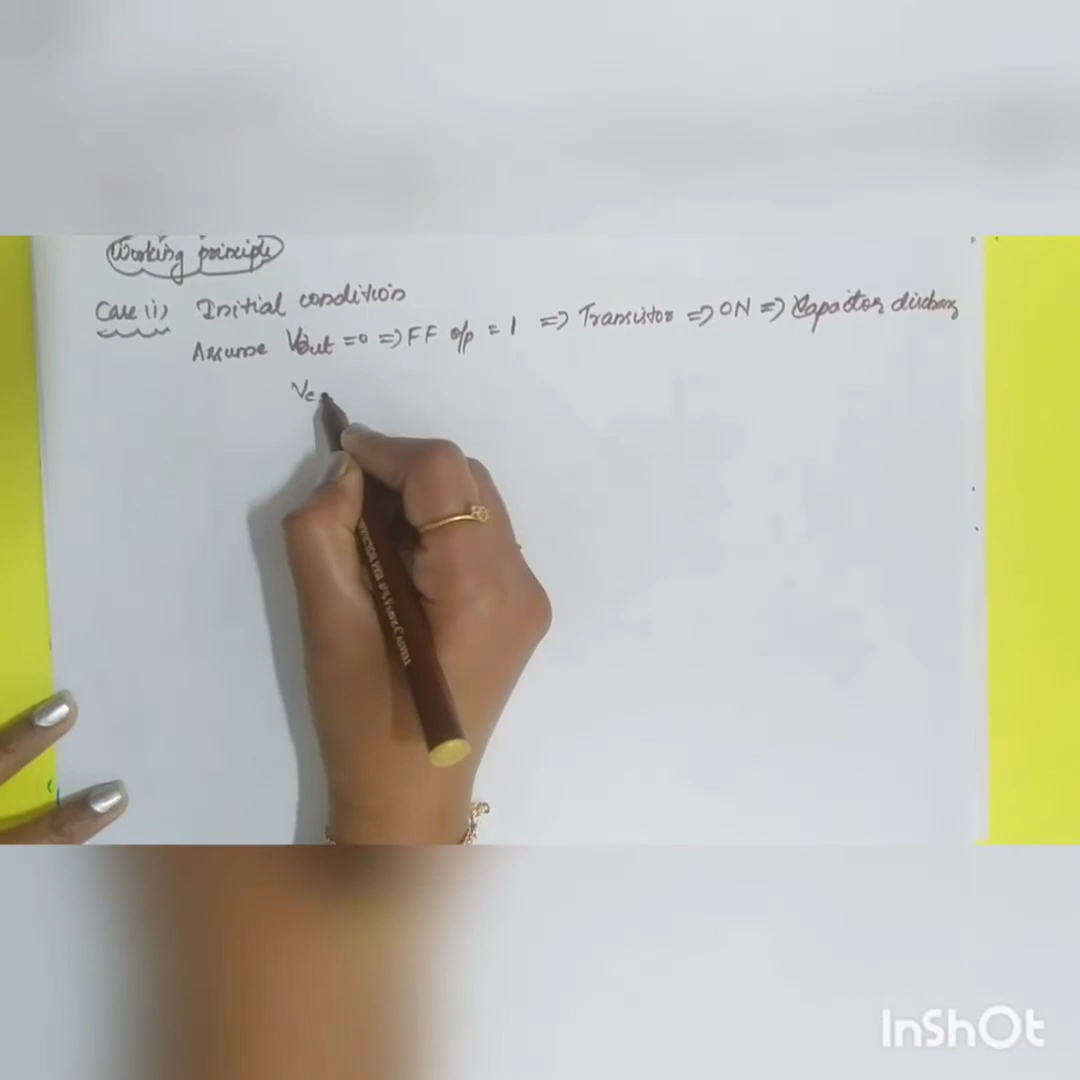 Working principle
Case (i) Initial condition
Assume Vout = 0 => FF o/p = 1 => Transistor => ON => Capacitor discharg
Vc
InShOt